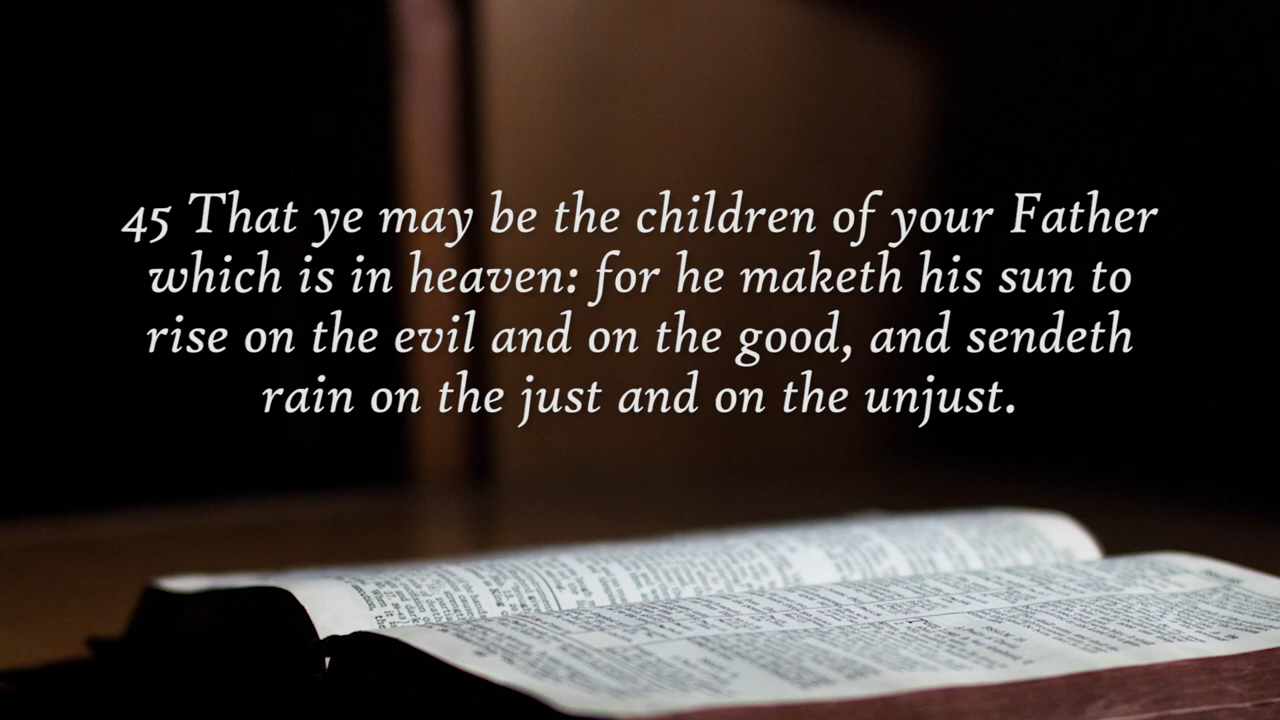 45 That ye may be the children of your Father
which is in heaven: for he maketh his sun to
rise on the evil and on the good, and sendeth
rain on the just and on the unjust.